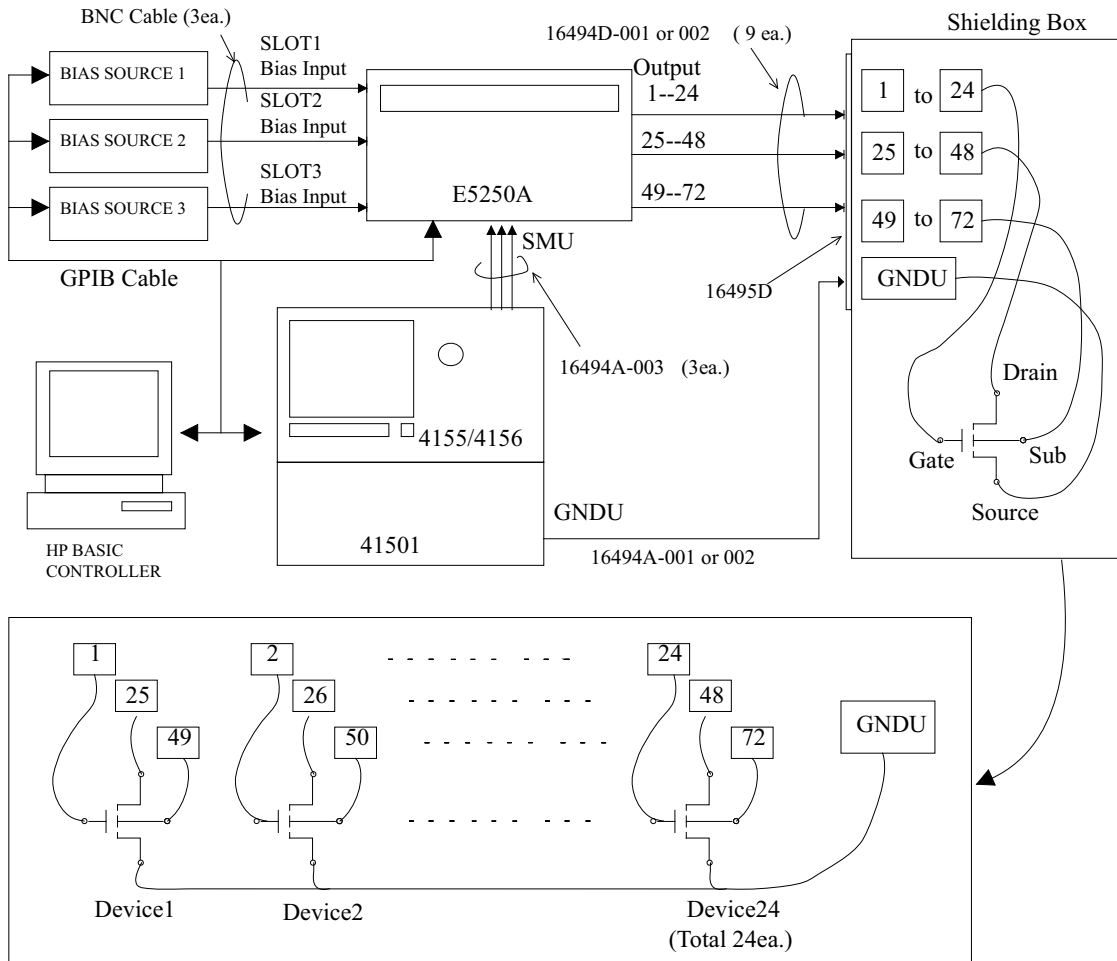 BNC Cable (3ea.)
BIAS SOURCE 1
BIAS SOURCE 2
BIAS SOURCE 3
SLOT1
Bias Input
SLOT2
Bias Input
SLOT3
Bias Input
GPIB Cable
E5250A
SMU
16494D-001 or 002 ( 9 ea.)
Output
1--24
25--48
49--72
Shielding Box
1 to 24
25 to 48
49 to 72
GNDU
16495D
16494A-003 (3ea.)
Drain
Gate
Sub
Source
4155/4156
41501
GNDU
16494A-001 or 002
HP BASIC
CONTROLLER
1
2
24
25
26
48
49
50
72
GNDU
Device1
Device2
Device24
(Total 24ea.)